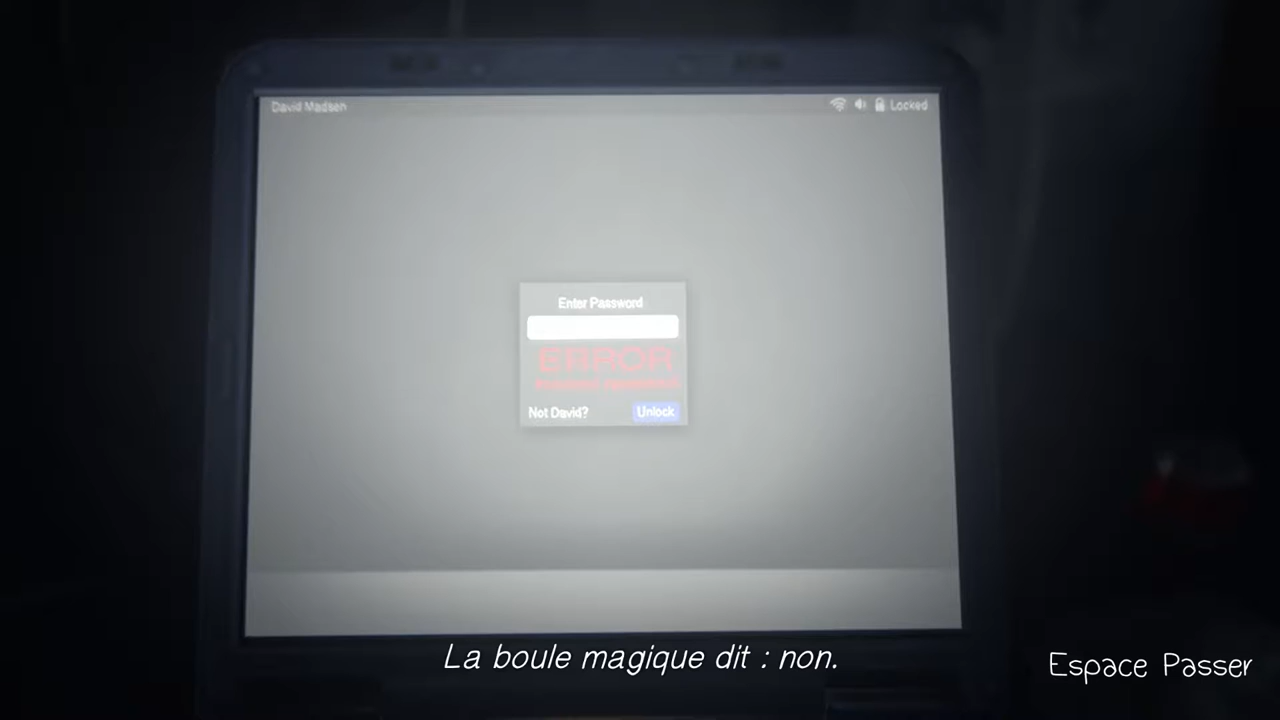 David Madsen
Locked
Enter Password
ERROR
Not David?
Unlock
La boule magique dit : non.
Espace Passer